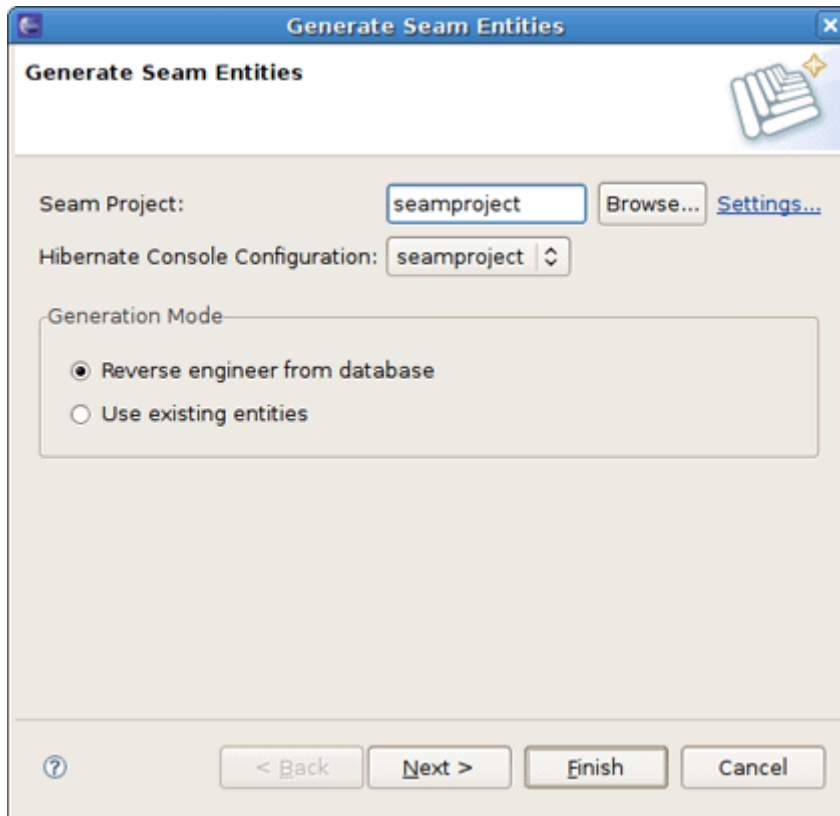 Generate Seam Entities
Generate Seam Entities
Seam Project: seamproject Browse... Settings...
Hibernate Console Configuration: seamproject
Generation Mode
Reverse engineer from database
Use existing entities
? < Back Next > Finish Cancel